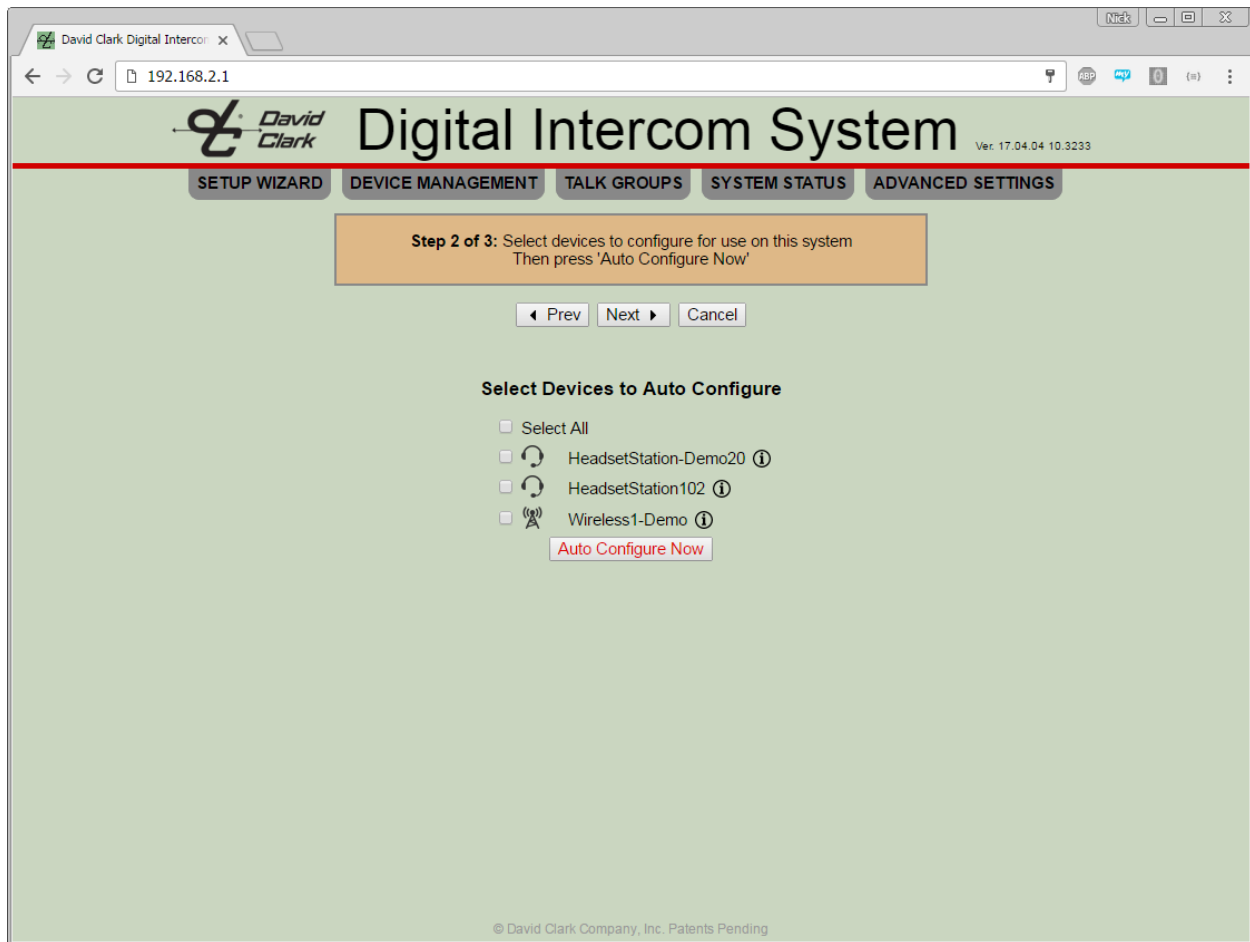 Nick
David Clark Digital Intercor
192.168.2.1
ABP
David
Clark
Digital Intercom System
Ver. 17.04.04 10.3233
SETUP WIZARD DEVICE MANAGEMENT TALK GROUPS SYSTEM STATUS ADVANCED SETTINGS
Step 2 of 3: Select devices to configure for use on this system
Then press 'Auto Configure Now'
Prev Next Cancel
Select Devices to Auto Configure
Select All
HeadsetStation-Demo20
HeadsetStation102
Wireless1-Demo
Auto Configure Now
© David Clark Company, Inc. Patents Pending